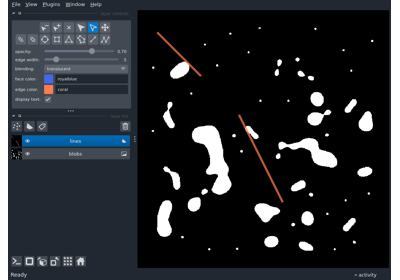 File View Plugins Window Help
opacity: 0.70
edge width:
blending: translucent
face color: royalblue
edge color: coral
display text:
lines
blobs
Ready
activity